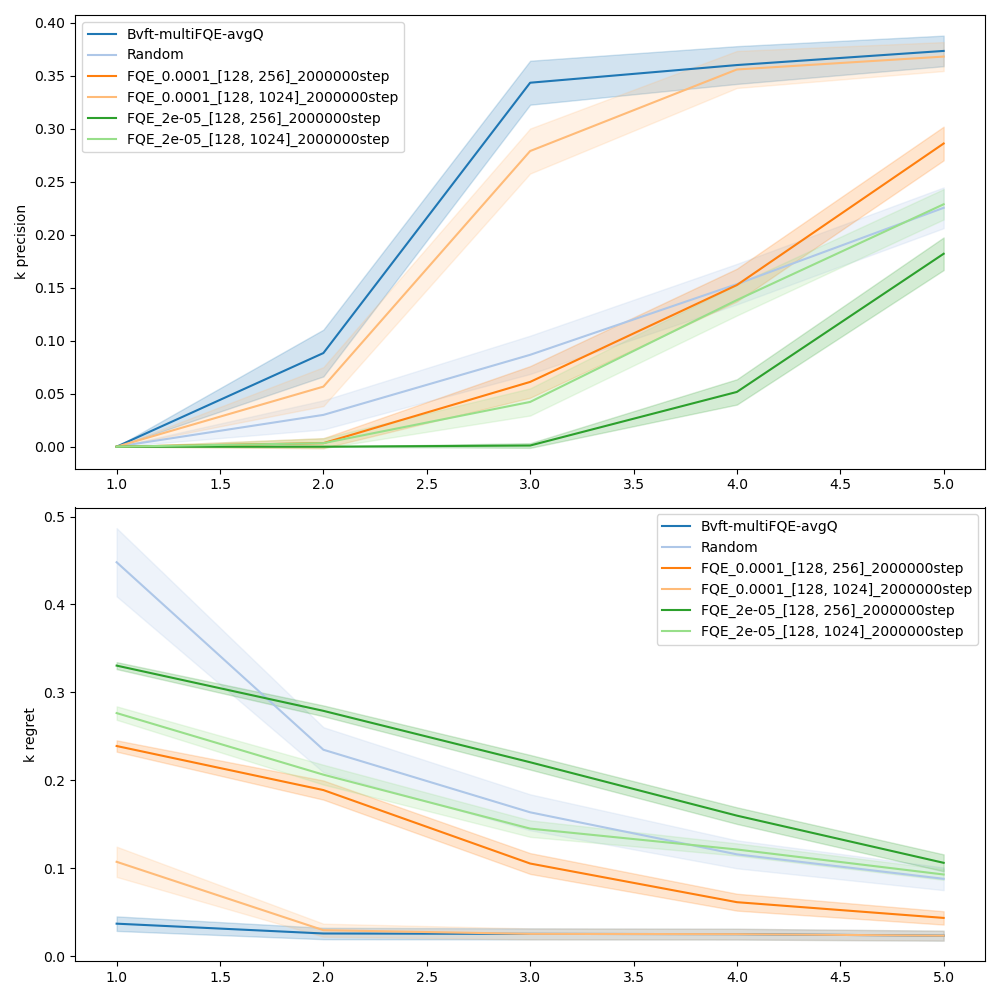 0.40
0.35
0.30
0.25
0.20
0.15
0.10
0.05
0.00
k precision
Bvft-multiFQE-avgQ
Random
FQE_0.0001_[128, 256]_2000000step
FQE_0.0001_[128, 1024]_2000000step
FQE_2e-05_[128, 256]_2000000step
FQE_2e-05_[128, 1024]_2000000step
1.0 1.5 2.0 2.5 3.0 3.5 4.0 4.5 5.0
0.5
0.4
0.3
0.2
0.1
0.0
k regret
Bvft-multiFQE-avgQ
Random
FQE_0.0001_[128, 256]_2000000step
FQE_0.0001_[128, 1024]_2000000step
FQE_2e-05_[128, 256]_2000000step
FQE_2e-05_[128, 1024]_2000000step
1.0 1.5 2.0 2.5 3.0 3.5 4.0 4.5 5.0